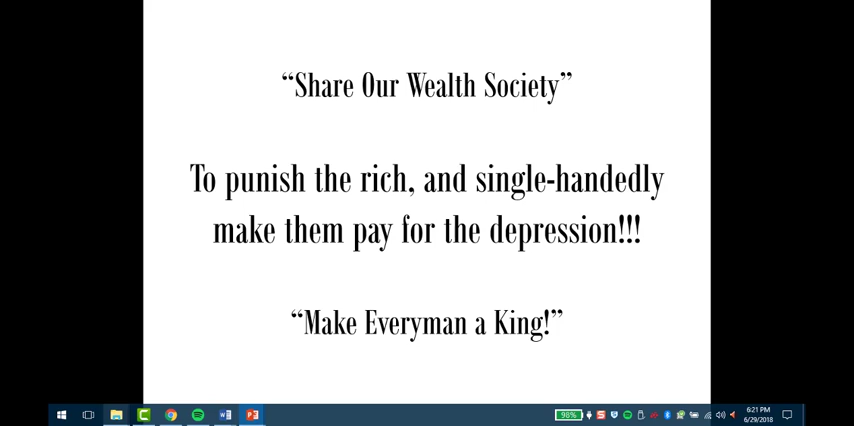 “Share Our Wealth Society”
To punish the rich, and single-handedly
make them pay for the depression!!!
“Make Everyman a King!”
98%
6:21 PM
6/29/2018